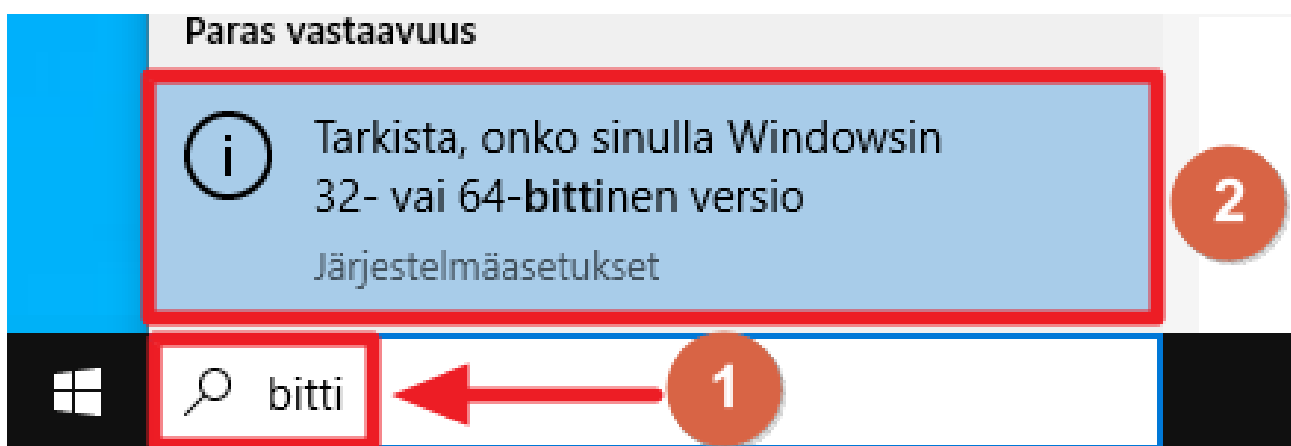 Paras vastaavuus
Tarkista, onko sinulla Windowsin
32- vai 64-bittinen versio
Järjestelmäasetukset
2
bitti
1